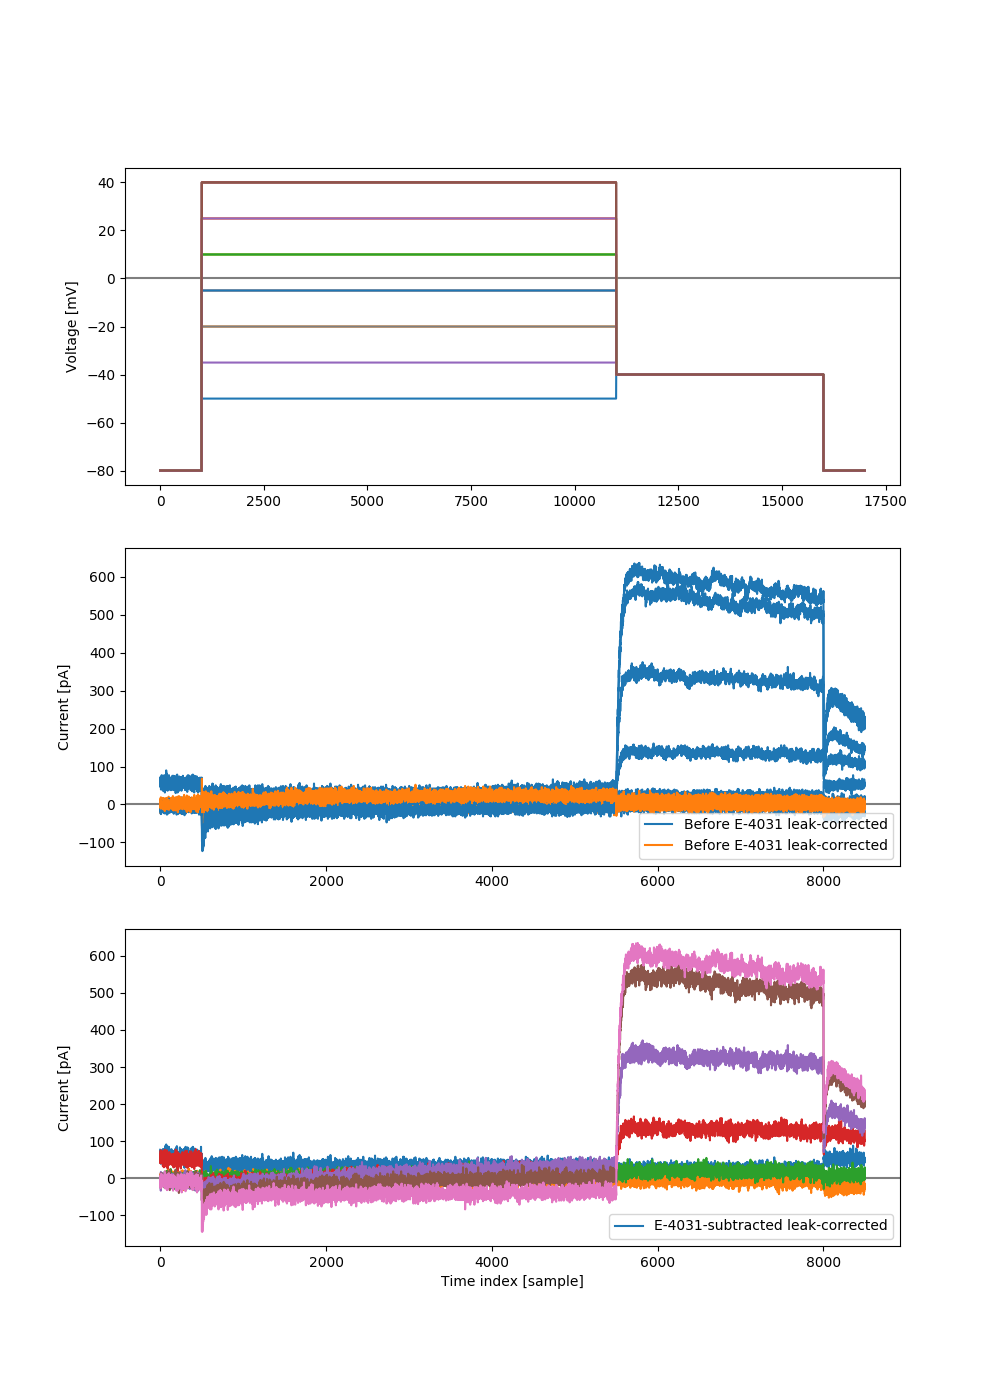 40
20
0
−20
−40
−60
−80
Voltage [mV]
0 2500 5000 7500 10000 12500 15000 17500
600
500
400
300
200
100
0
−100
Current [pA]
Before E-4031 leak-corrected
Before E-4031 leak-corrected
0 2000 4000 6000 8000
600
500
400
300
200
100
0
−100
Current [pA]
E-4031-subtracted leak-corrected
0 2000 4000 6000 8000
Time index [sample]